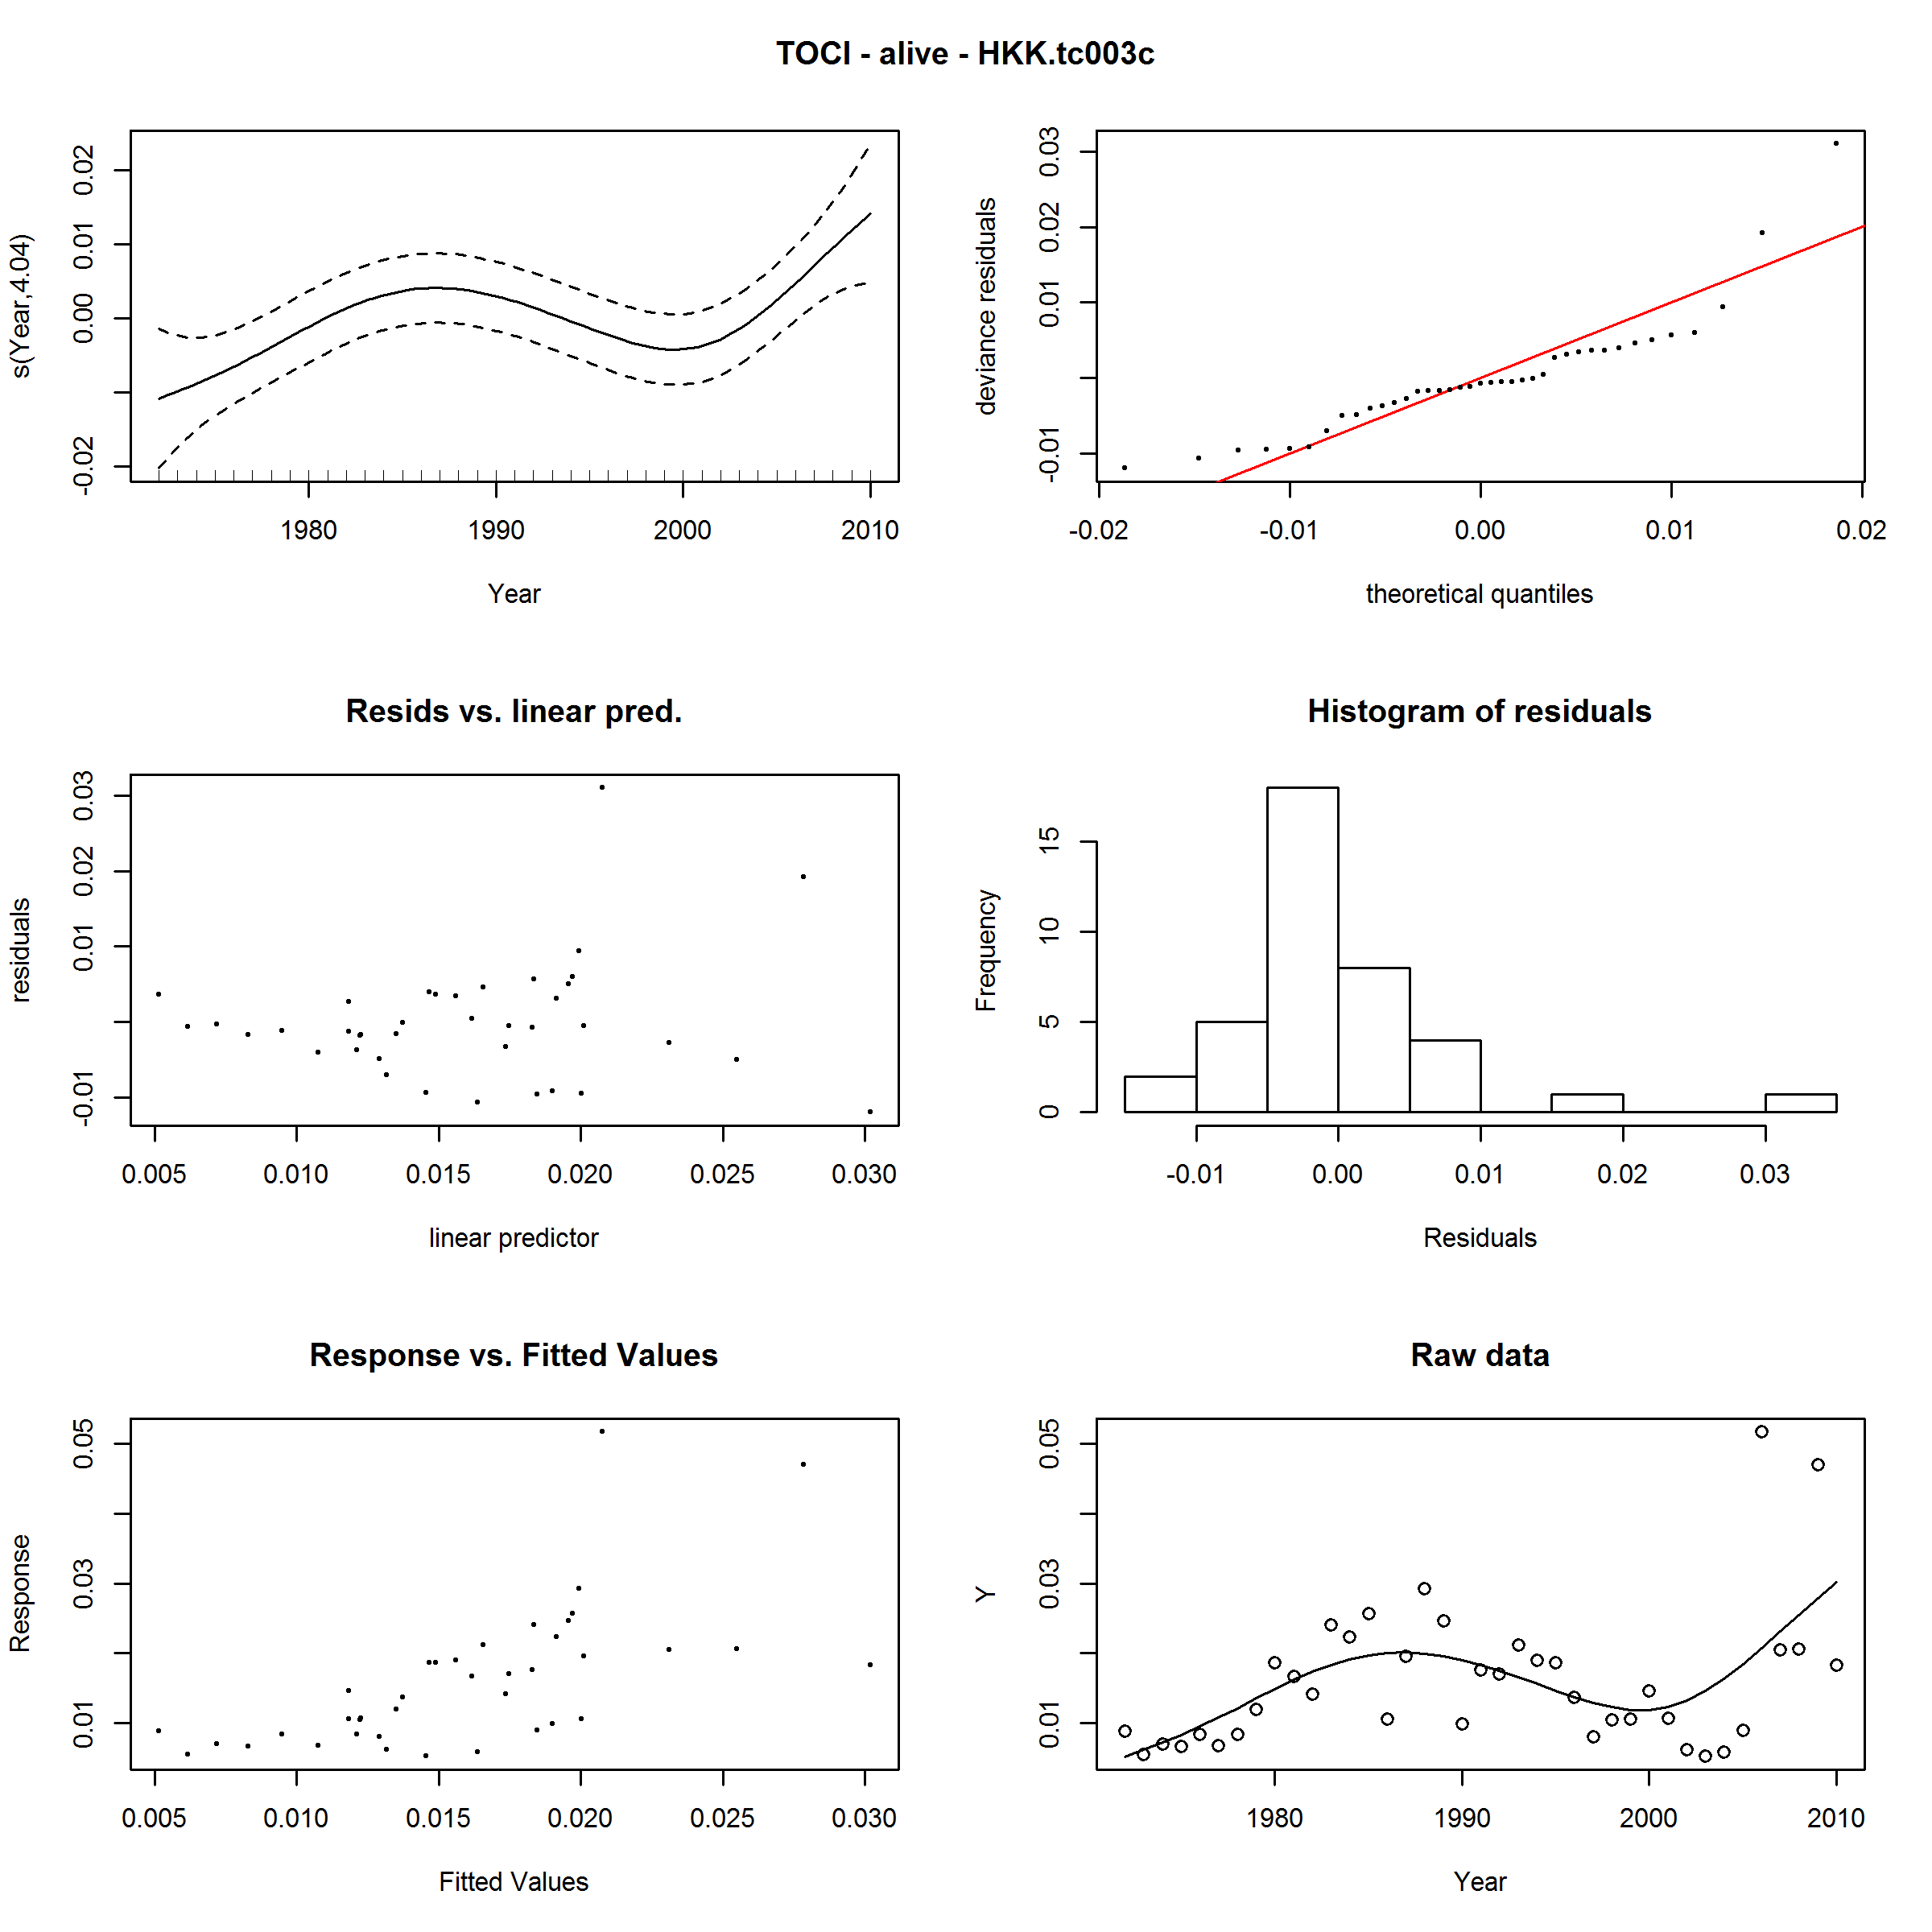 TOCI - alive - HKK.tc003c
s(Year,4.04)
-0.02 0.00 0.01 0.02
1980 1990 2000 2010
Year
deviance residuals
-0.01 0.01 0.02 0.03
-0.02 -0.01 0.00 0.01 0.02
theoretical quantiles
Resids vs. linear pred.
residuals
-0.01 0.01 0.02 0.03
0.005 0.010 0.015 0.020 0.025 0.030
linear predictor
Histogram of residuals
Frequency
0 5 10 15
-0.01 0.00 0.01 0.02 0.03
Residuals
Response vs. Fitted Values
Response
0.01 0.03 0.05
0.005 0.010 0.015 0.020 0.025 0.030
Fitted Values
Raw data
Y
0.01 0.03 0.05
1980 1990 2000 2010
Year